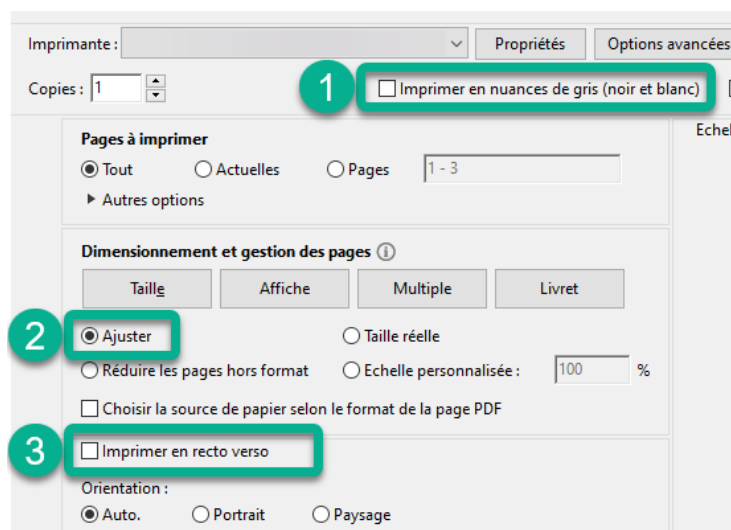 Imprimante : Propriétés Options avancées
Copies : 1 1 Imprimer en nuances de gris (noir et blanc)
Pages à imprimer
Tout Actuelles Pages 1 - 3
Autres options
Dimensionnement et gestion des pages
Taille Affiche Multiple Livret
2 Ajuster Taille réelle
Réduire les pages hors format Echelle personnalisée : 100 %
Choisir la source de papier selon le format de la page PDF
3 Imprimer en recto verso
Orientation :
Auto. Portrait Paysage